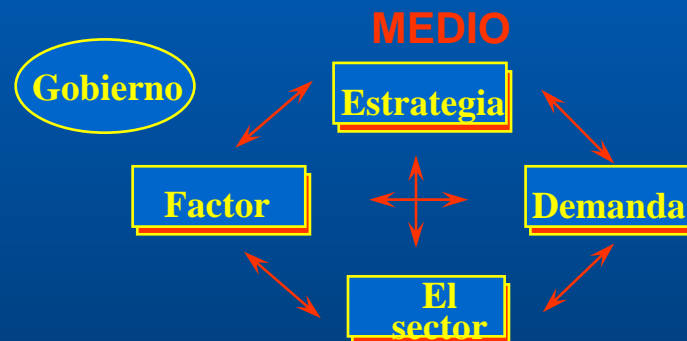 MEDIO
Gobierno
Estrategia
Factor
Demanda
El
sector